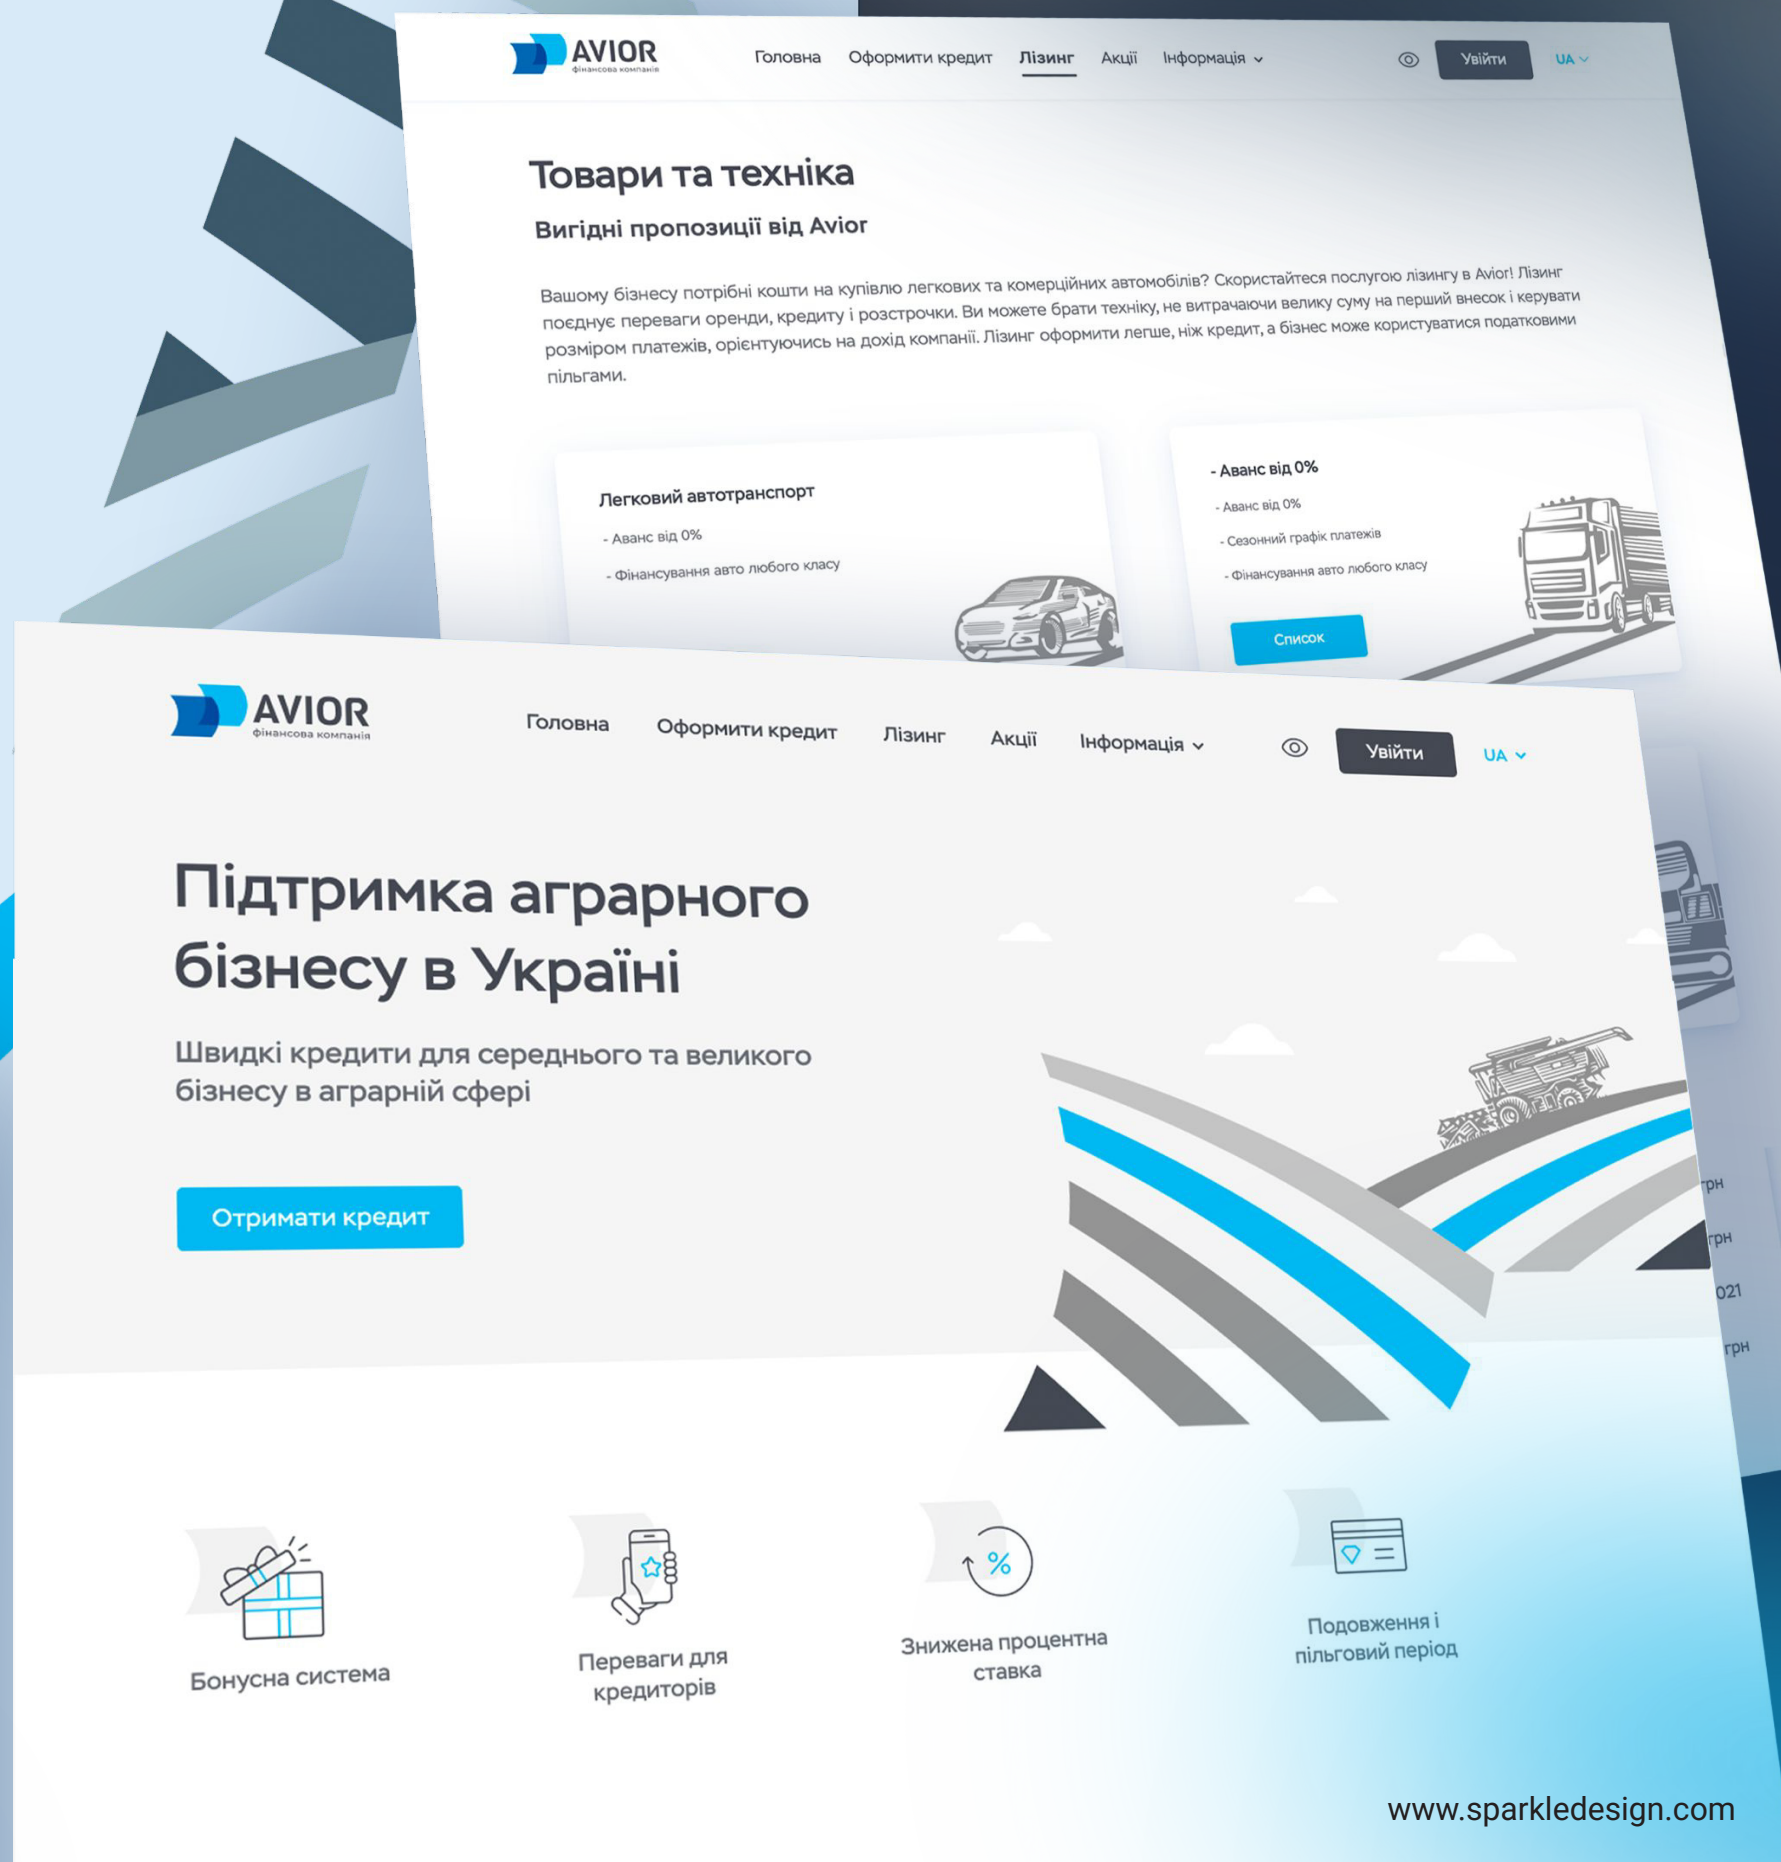 AVIOR
фінансова компанія
Головна Оформити кредит Лізинг Акції Інформація
Увійти
UA
Товари та техніка
Вигідні пропозиції від Avior
Вашому бізнесу потрібні кошти на купівлю легкових та комерційних автомобілів? Скористайтеся послугою лізингу в Avior! Лізинг
поєднує переваги оренди, кредиту і розстрочки. Ви можете брати техніку, не витрачаючи велику суму на перший внесок і керувати
розміром платежів, орієнтуючись на дохід компанії. Лізинг оформити легше, ніж кредит, а бізнес може користуватися податковими
пільгами.
Легковий автотранспорт
- Аванс від 0%
- Фінансування авто любого класу
- Аванс від 0%
- Аванс від 0%
- Сезонний графік платежів
- Фінансування авто любого класу
Список
AVIOR
фінансова компанія
Головна Оформити кредит Лізинг Акції Інформація
Увійти
UA
Підтримка аграрного
бізнесу в Україні
Швидкі кредити для середнього та великого
бізнесу в аграрній сфері
Отримати кредит
грн
грн
021
грн
Бонусна система
Переваги для
кредиторів
Знижена процентна
ставка
Подовження і
пільговий період
www.sparkledesign.com